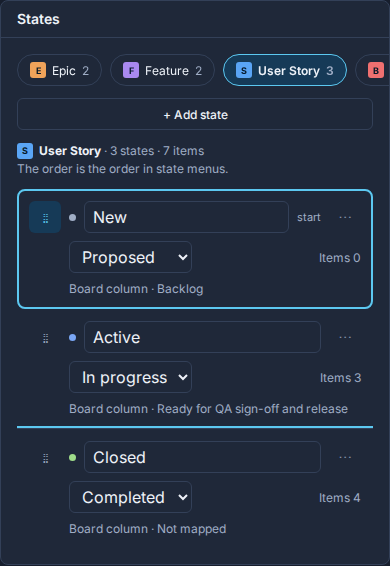 States
E Epic 2 F Feature 2 S User Story 3 B
+ Add state
S User Story · 3 states · 7 items
The order is the order in state menus.
New start ...
Proposed Items 0
Board column · Backlog
Active ...
In progress Items 3
Board column · Ready for QA sign-off and release
Closed ...
Completed Items 4
Board column · Not mapped